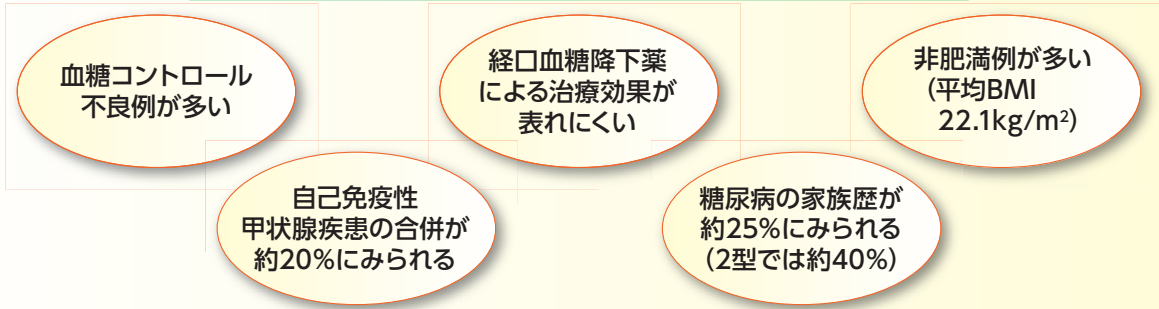 血糖コントロール
不良例が多い
経口血糖降下薬
による治療効果が
表れにくい
非肥満例が多い
(平均BMI
22.1kg/m²)
自己免疫性
甲状腺疾患の合併が
約20%にみられる
糖尿病の家族歴が
約25%にみられる
(2型では約40%)